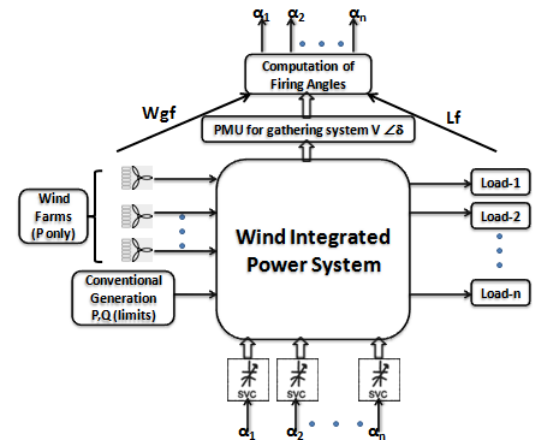 α1 α2 αn
Computation of
Firing Angles
Wgf
Lf
PMU for gathering system V ∠δ
Wind
Farms
(P only)
Load-1
Load-2
Wind Integrated
Power System
Conventional
Generation
P,Q (limits)
Load-n
SVC SVC SVC
α1 α2 αn